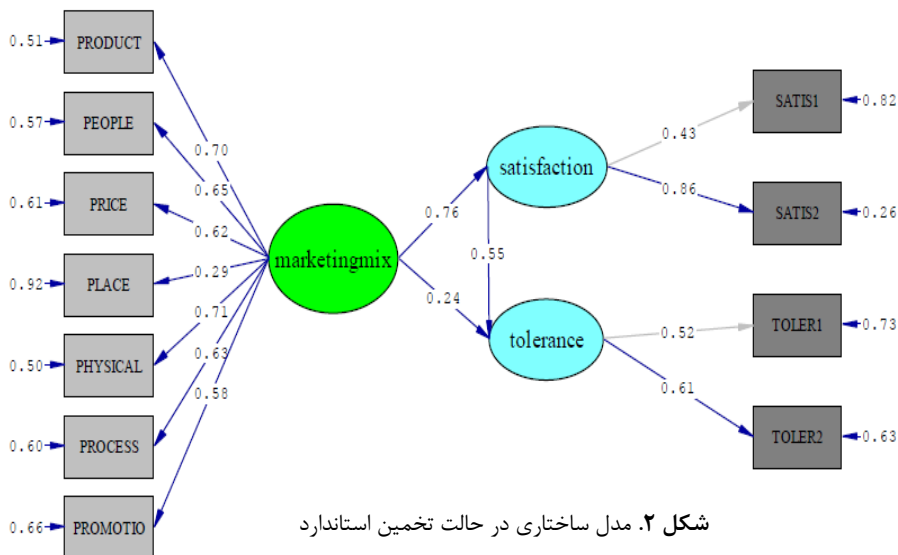 0.51 PRODUCT
0.57 PEOPLE
0.61 PRICE
0.92 PLACE
0.50 PHYSICAL
0.60 PROCESS
0.66 PROMOTIO
0.70
0.65
0.62
0.29
0.71
0.63
0.58
marketingmix
0.76
0.24
satisfaction
0.55
tolerance
0.43
0.86
0.52
0.61
SATIS1 0.82
SATIS2 0.26
TOLER1 0.73
TOLER2 0.63
شکل ۲. مدل ساختاری در حالت تخمین استاندارد